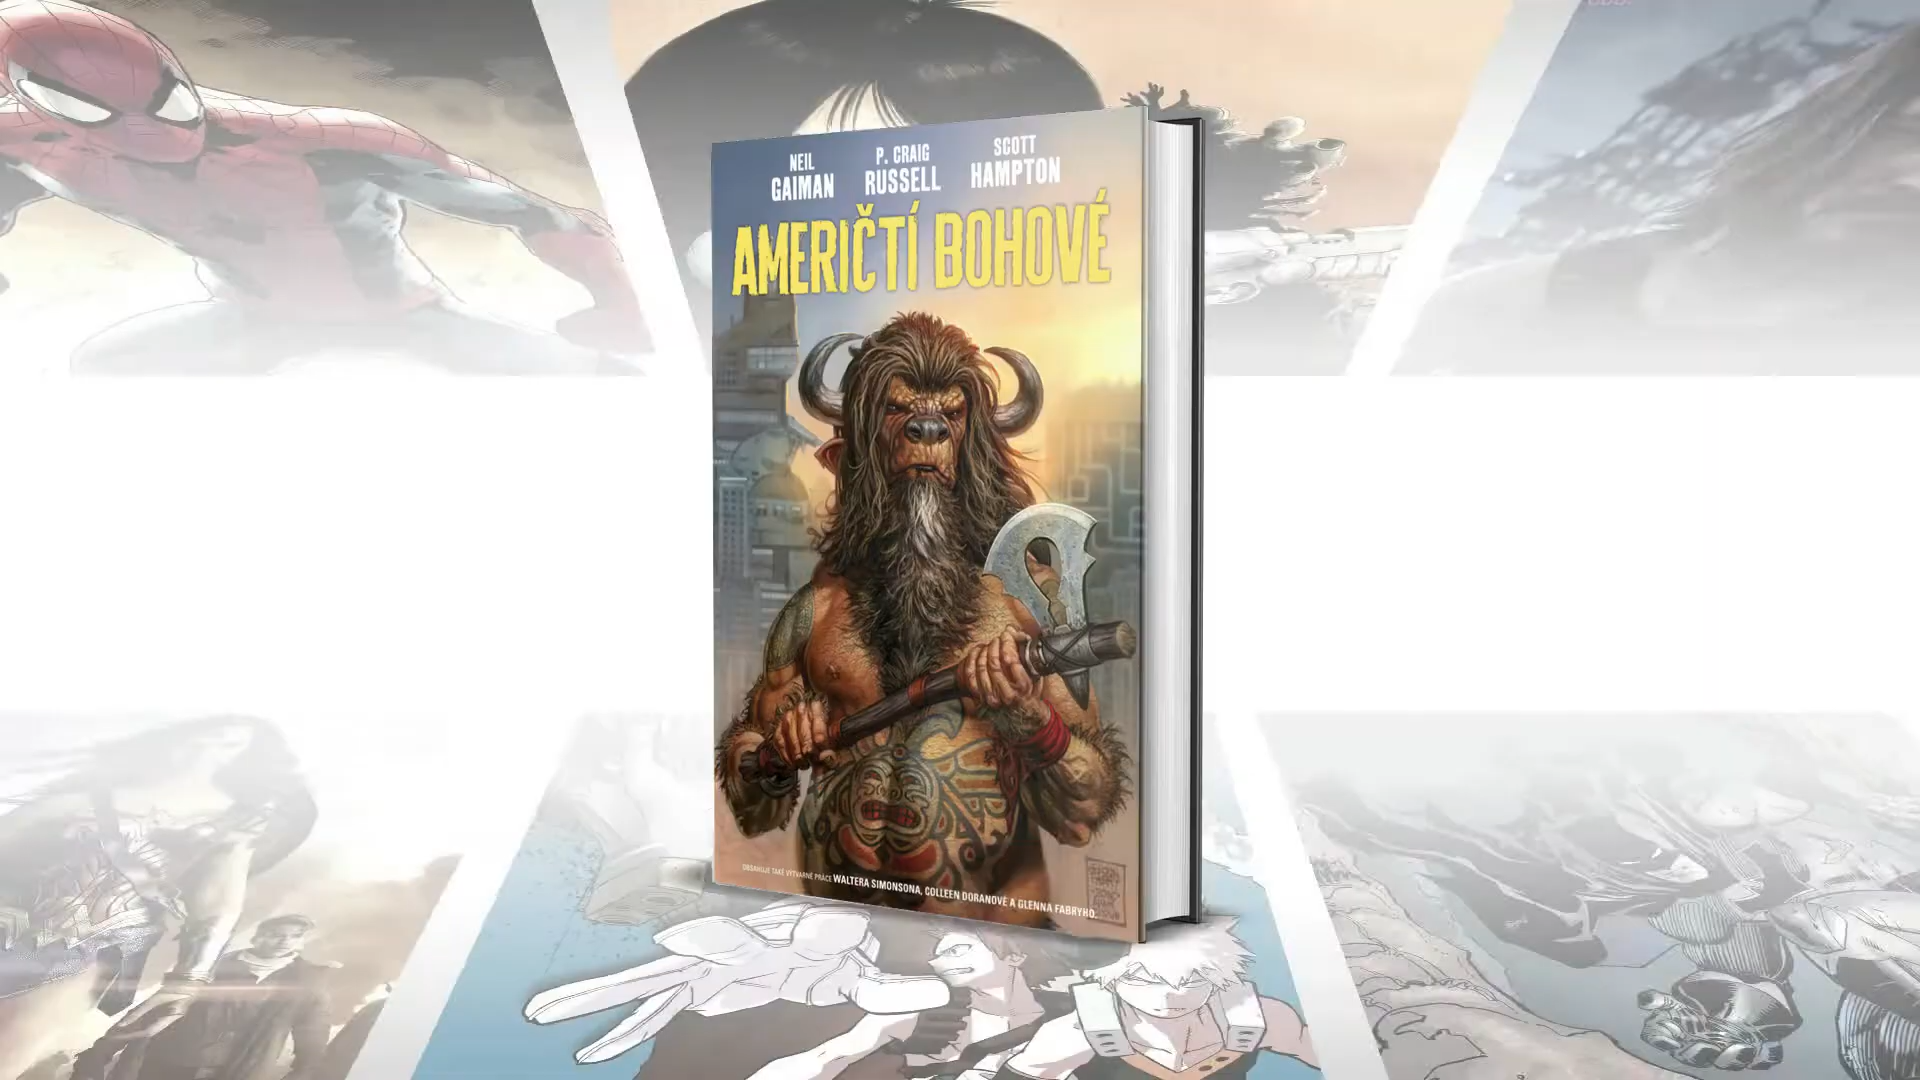 NEIL
GAIMAN
P. CRAIG
RUSSELL
SCOTT
HAMPTON
AMERIČTÍ BOHOVÉ
OBSAHUJE TAKÉ VÝTVARNÉ PRÁCE WALTERA SIMONSONA, COLLEEN DORANOVÉ A GLENNA FABRYHO.